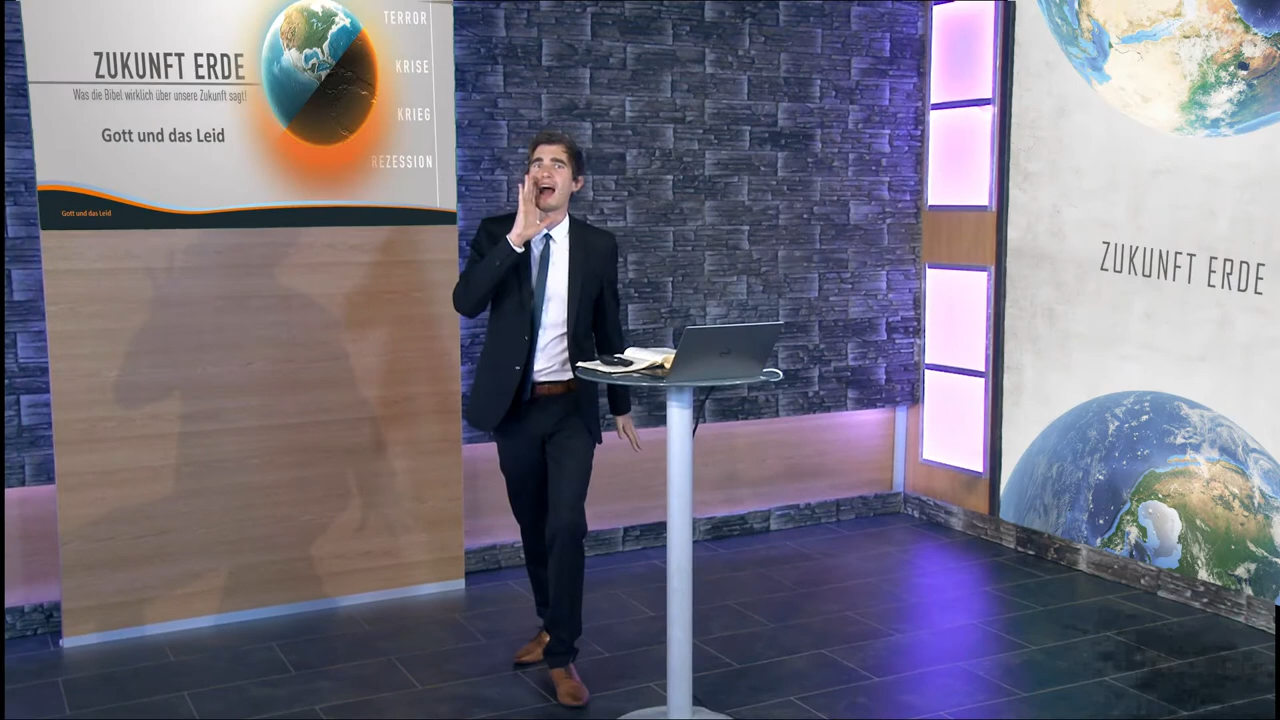 ZUKUNFT ERDE
Was die Bibel wirklich über unsere Zukunft sagt!
Gott und das Leid
TERROR
KRISE
KRIEG
REZESSION
Gott und das Leid
ZUKUNFT ERDE